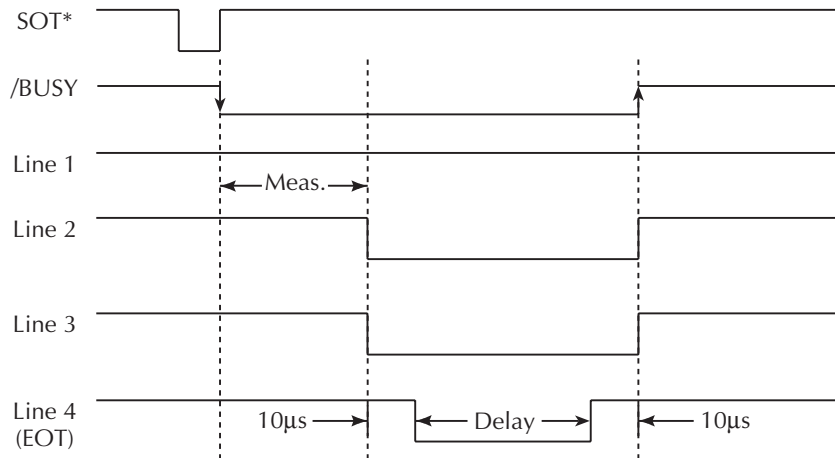 SOT*
/BUSY
Line 1
Meas.
Line 2
Line 3
Line 4
(EOT)
10µs
Delay
10µs